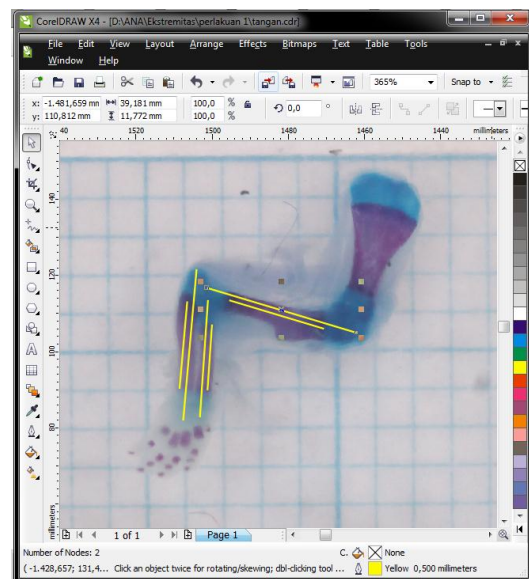 CorelDRAW X4 - [D:\ANA\Ekstremitas\perlakuan 1\tangan.cdr]
File Edit View Layout Arrange Effects Bitmaps Text Table Tools
Window Help
365% Snap to
x: -1.481,659 mm 39,181 mm 100,0 % 0,0 °
y: 110,812 mm 11,772 mm 100,0 %
40 1520 1500 1480 1460 1440 millimeters
140
120
100
80
millimeters
1 of 1 Page 1
Number of Nodes: 2 C. None
( -1.428,657; 131,4... Click an object twice for rotating/skewing; dbl-clicking tool ... Yellow 0,500 millimeters